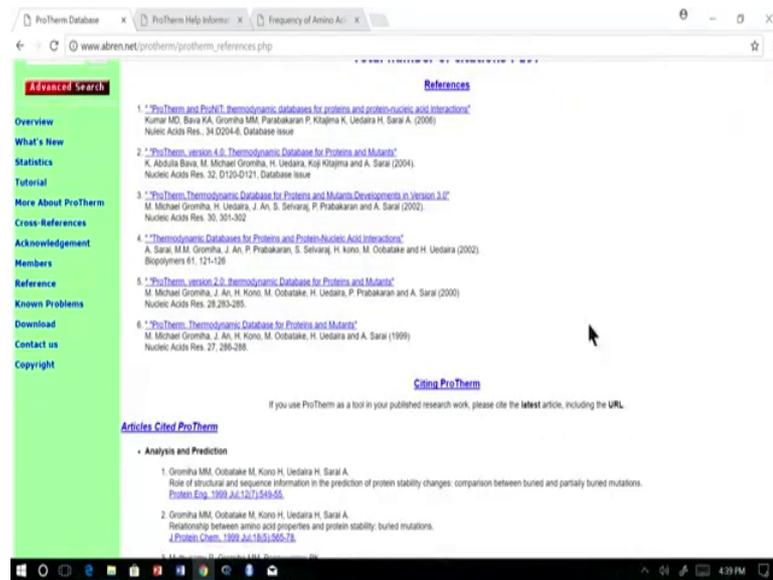 ProTherm Database
ProTherm Help Informat
Frequency of Amino Aci
www.abren.net/protherm/protherm_references.php
Advanced Search
Overview
What's New
Statistics
Tutorial
More About ProTherm
Cross-References
Acknowledgement
Members
Reference
Known Problems
Download
Contact us
Copyright
References
1. "ProTherm and ProNIT: thermodynamic databases for proteins and protein-nucleic acid interactions"
Kumar MD, Bava KA, Gromiha MM, Parabakaran P, Kitajima K, Uedaira H, Sarai A. (2006)
Nuleic Acids Res., 34:D204-6, Database issue
2. "ProTherm, version 4.0: Thermodynamic Database for Proteins and Mutants"
K. Abdulla Bava, M. Michael Gromiha, H. Uedaira, Koji Kitajima and A. Sarai (2004).
Nucleic Acids Res. 32, D120-D121, Database issue
3. "ProTherm,Thermodynamic Database for Proteins and Mutants:Developments in Version 3.0"
M. Michael Gromiha, H. Uedaira, J. An, S. Selvaraj, P. Prabakaran and A. Sarai (2002).
Nucleic Acids Res. 30, 301-302
4. "Thermodynamic Databases for Proteins and Protein-Nucleic Acid Interactions"
A. Sarai, M.M. Gromiha, J. An, P. Prabakaran, S. Selvaraj, H. kono, M. Oobatake and H. Uedaira (2002).
Biopolymers 61, 121-126
5. "ProTherm, version 2.0: thermodynamic Database for Proteins and Mutants"
M. Michael Gromiha, J. An, H. Kono, M. Oobatake, H. Uedaira, P. Prabakaran and A. Sarai (2000)
Nucleic Acids Res. 28,283-285.
6. "ProTherm: Thermodynamic Database for Proteins and Mutants"
M. Michael Gromiha, J. An, H. Kono, M. Oobatake, H. Uedaira and A. Sarai (1999)
Nucleic Acids Res. 27, 286-288.
Citing ProTherm
If you use ProTherm as a tool in your published research work, please cite the latest article, including the URL.
Articles Cited ProTherm
• Analysis and Prediction
1. Gromiha MM, Oobatake M, Kono H, Uedaira H, Sarai A.
Role of structural and sequence information in the prediction of protein stability changes: comparison between buried and partially buried mutations.
Protein Eng. 1999 Jul;12(7):549-55.
2. Gromiha MM, Oobatake M, Kono H, Uedaira H, Sarai A.
Relationship between amino acid properties and protein stability: buried mutations.
J Protein Chem. 1999 Jul;18(5):565-78.
4:39 PM